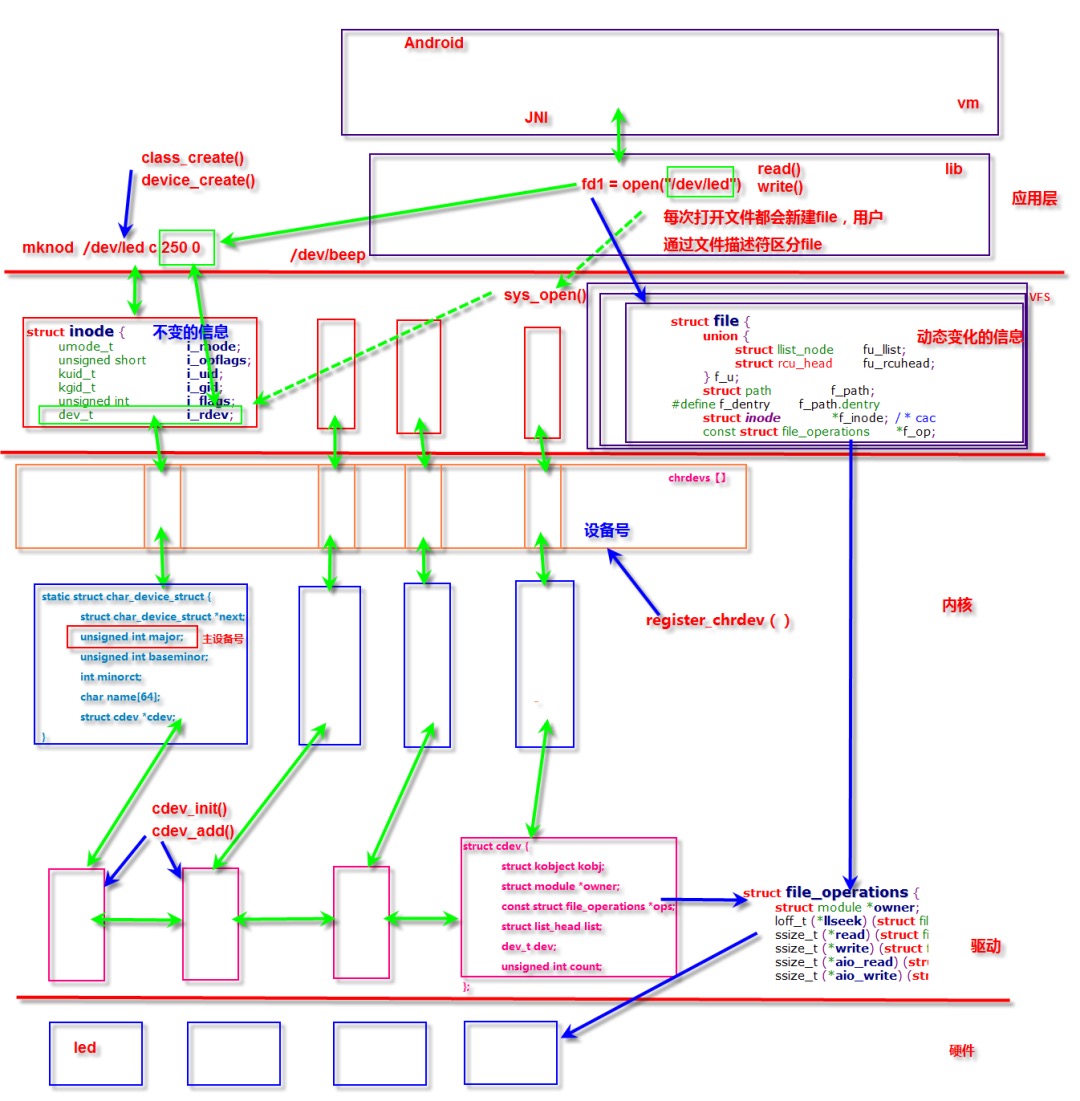 Android
vm
JNI
class_create()
device_create()
read()
lib
fd1 = open("/dev/led")
write()
应用层
每次打开文件都会新建file，用户
通过文件描述符区分file
mknod /dev/led c 250 0
/dev/beep
sys_open()
VFS
struct inode {
不变的信息
umode_t i_mode;
unsigned short i_opflags;
kuid_t i_uid;
kgid_t i_gid;
unsigned int i_flags;
dev_t i_rdev;
struct file {
动态变化的信息
union {
struct llist_node fu_llist;
struct rcu_head fu_rcuhead;
} f_u;
struct path f_path;
#define f_dentry f_path.dentry
struct inode *f_inode; /* cac
const struct file_operations *f_op;
chrdevs【】
设备号
register_chrdev（ ）
内核
static struct char_device_struct {
struct char_device_struct *next;
unsigned int major;
主设备号
unsigned int baseminor;
int minorct;
char name[64];
struct cdev *cdev;
}
cdev_init()
cdev_add()
struct cdev {
struct kobject kobj;
struct module *owner;
const struct file_operations *ops;
struct list_head list;
dev_t dev;
unsigned int count;
};
struct file_operations {
struct module *owner;
loff_t (*llseek) (struct fil
ssize_t (*read) (struct fi
ssize_t (*write) (struct f
ssize_t (*aio_read) (stru
ssize_t (*aio_write) (str
驱动
led
硬件